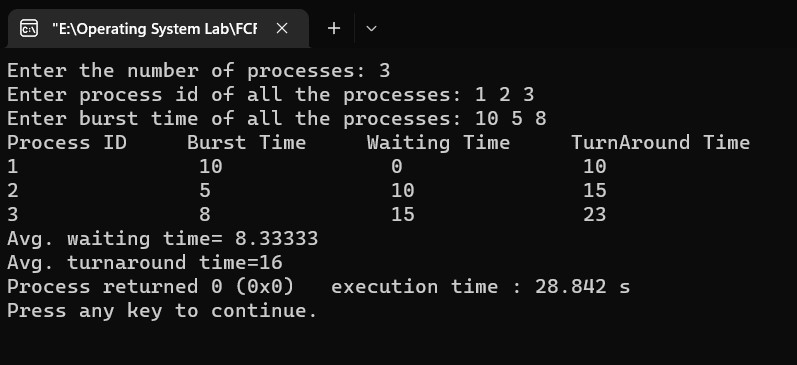 "E:\Operating System Lab\FCF
Enter the number of processes: 3
Enter process id of all the processes: 1 2 3
Enter burst time of all the processes: 10 5 8
Process ID     Burst Time     Waiting Time     TurnAround Time
1               10              0               10
2               5               10              15
3               8               15              23
Avg. waiting time= 8.33333
Avg. turnaround time=16
Process returned 0 (0x0)   execution time : 28.842 s
Press any key to continue.